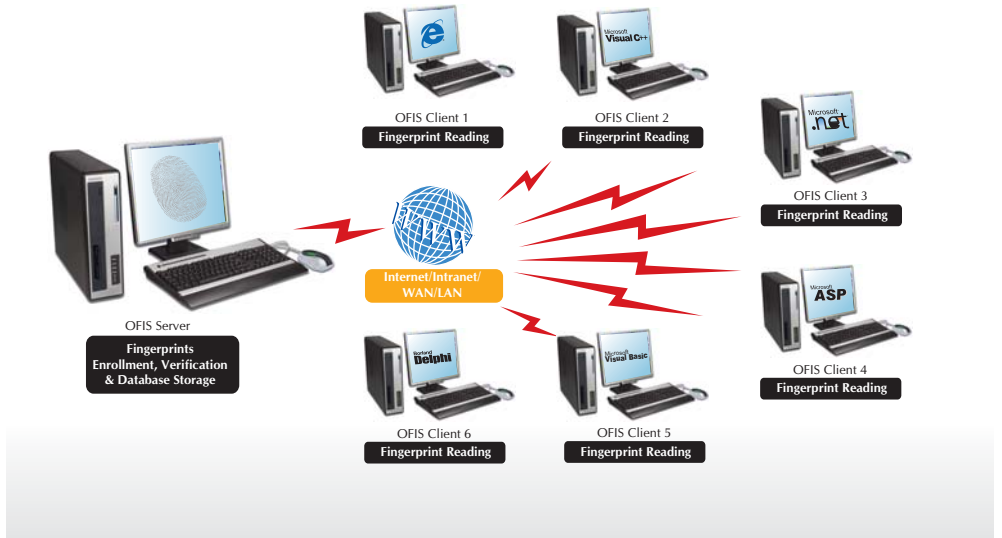 Microsoft
Visual C++
OFIS Client 1
Fingerprint Reading
OFIS Client 2
Fingerprint Reading
Microsoft
.net
OFIS Client 3
Fingerprint Reading
WWW
Internet/Intranet/
WAN/LAN
OFIS Server
Fingerprints
Enrollment, Verification
& Database Storage
Microsoft
ASP
OFIS Client 4
Fingerprint Reading
Borland
Delphi
OFIS Client 6
Fingerprint Reading
Microsoft
Visual Basic
OFIS Client 5
Fingerprint Reading